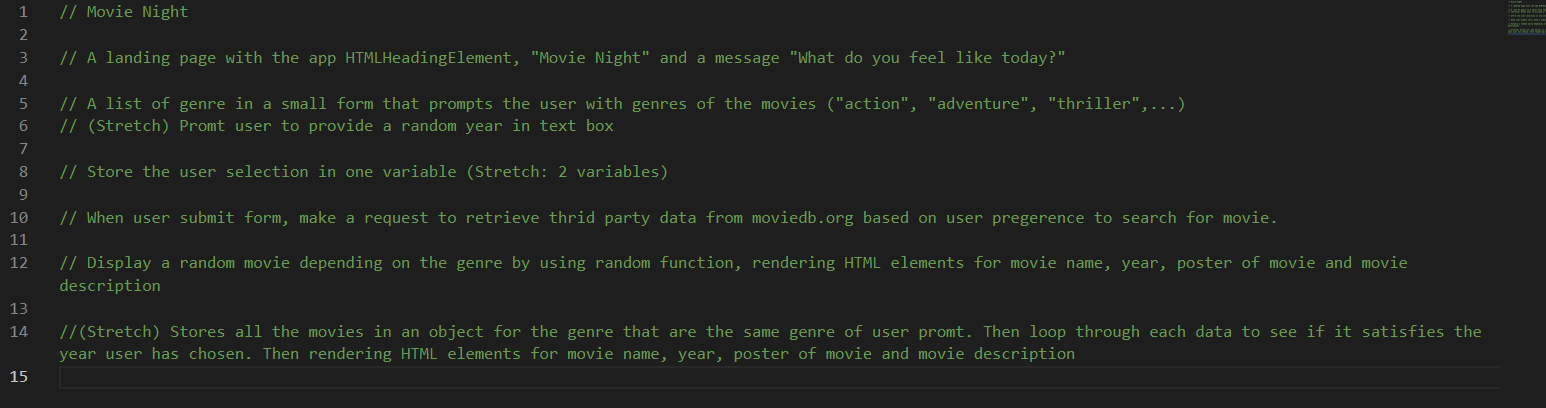 1 // Movie Night
2
3 // A landing page with the app HTMLHeadingElement, "Movie Night" and a message "What do you feel like today?"
4
5 // A list of genre in a small form that prompts the user with genres of the movies ("action", "adventure", "thriller",...)
6 // (Stretch) Promt user to provide a random year in text box
7
8 // Store the user selection in one variable (Stretch: 2 variables)
9
10 // When user submit form, make a request to retrieve thrid party data from moviedb.org based on user pregerence to search for movie.
11
12 // Display a random movie depending on the genre by using random function, rendering HTML elements for movie name, year, poster of movie and movie
description
13
14 //(Stretch) Stores all the movies in an object for the genre that are the same genre of user promt. Then loop through each data to see if it satisfies the
year user has chosen. Then rendering HTML elements for movie name, year, poster of movie and movie description
15